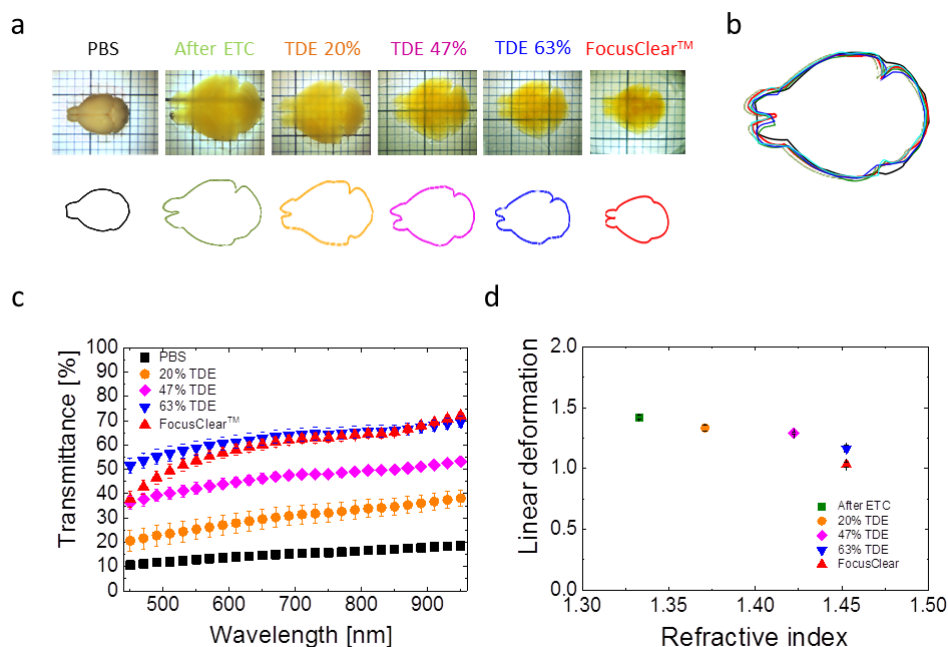 a
PBS
After ETC
TDE 20%
TDE 47%
TDE 63%
FocusClear™
b
c
100
90
80
70
60
50
40
30
20
10
0
Transmittance [%]
PBS
20% TDE
47% TDE
63% TDE
FocusClear™
500 600 700 800 900
Wavelength [nm]
d
2.0
1.5
1.0
0.5
0.0
Linear deformation
After ETC
20% TDE
47% TDE
63% TDE
FocusClear
1.30 1.35 1.40 1.45 1.50
Refractive index